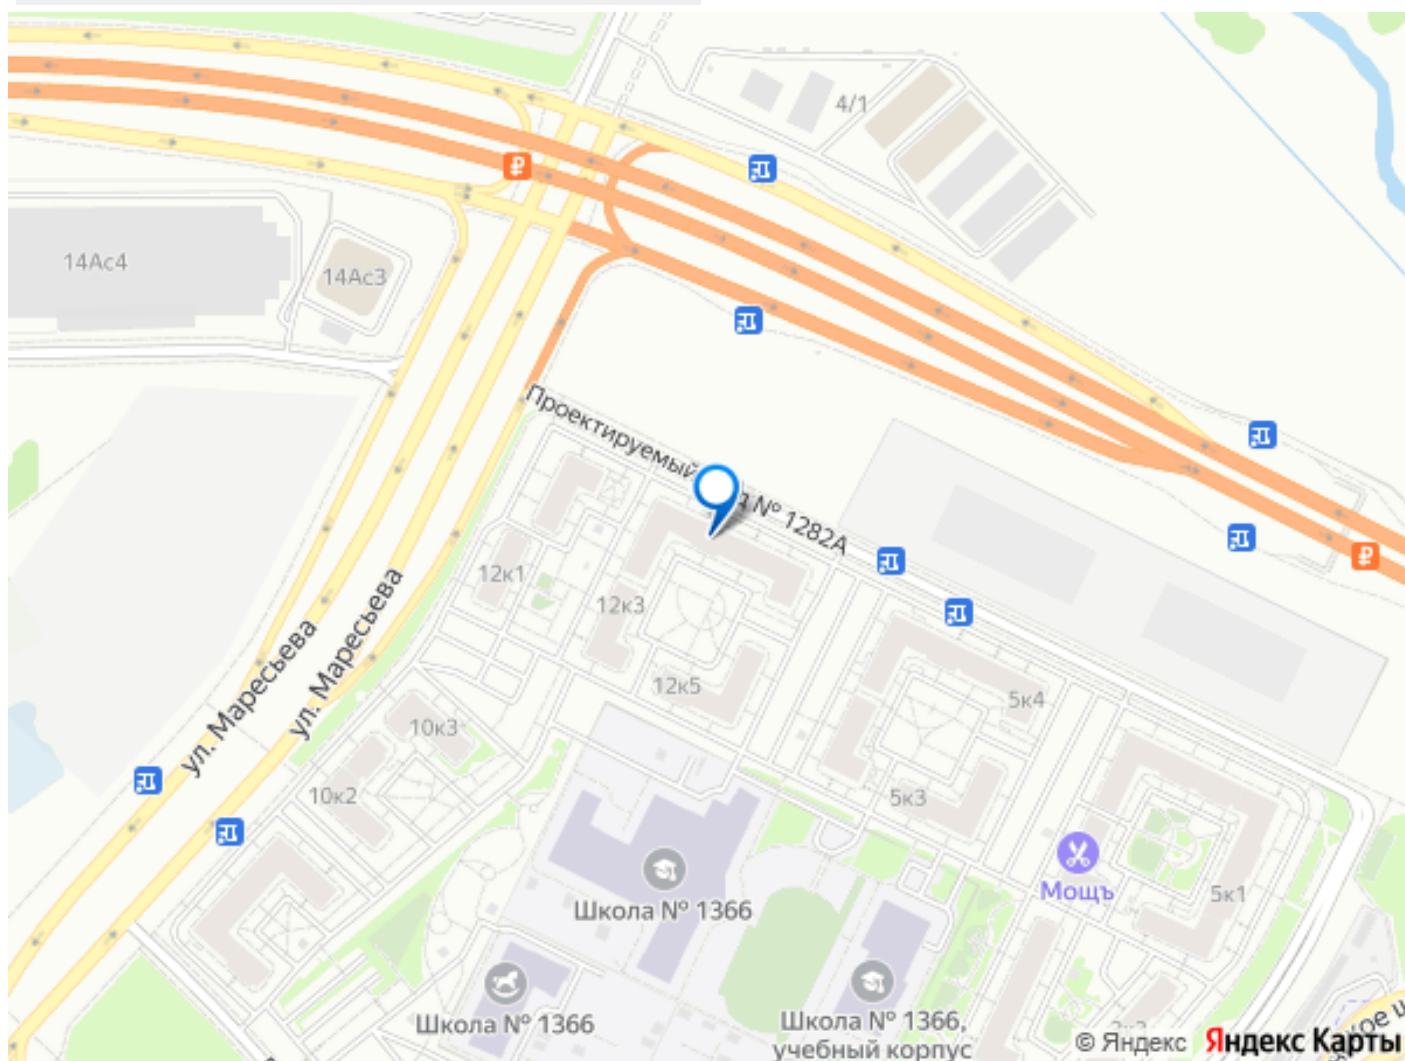 4/1
₽
14Ас4
14Ас3
Проектируемый
д № 1282А
₽
12к1
12к3
ул. Маресьева
ул. Маресьева
12к5
5к4
10к3
10к2
5к3
Мощъ
5к1
Школа № 1366
Школа № 1366
Школа № 1366,
учебный корпус
© Яндекс Яндекс Карты